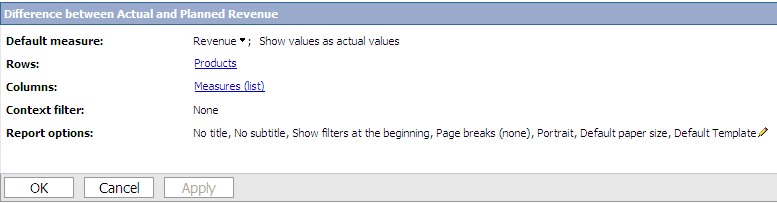 Difference between Actual and Planned Revenue
Default measure: Revenue ; Show values as actual values
Rows: Products
Columns: Measures (list)
Context filter: None
Report options: No title, No subtitle, Show filters at the beginning, Page breaks (none), Portrait, Default paper size, Default Template
OK Cancel Apply